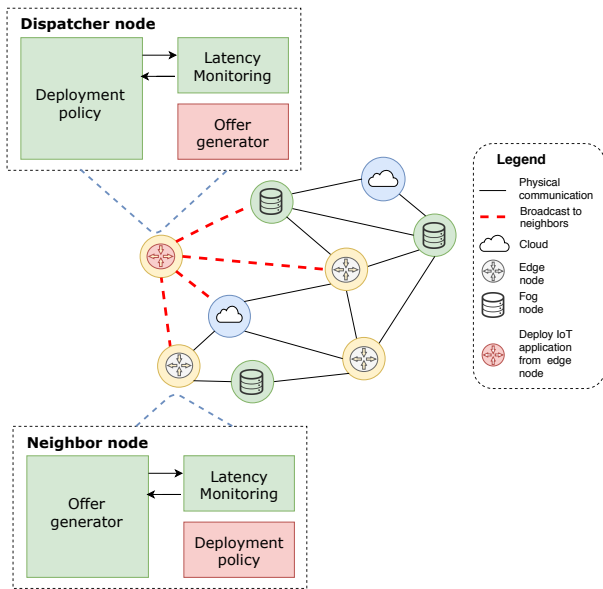 Dispatcher node
Deployment
policy
Latency
Monitoring
Offer
generator
Legend
Physical
communication
Broadcast to
neighbors
Cloud
Edge
node
Fog
node
Deploy IoT
application
from edge
node
Neighbor node
Offer
generator
Latency
Monitoring
Deployment
policy